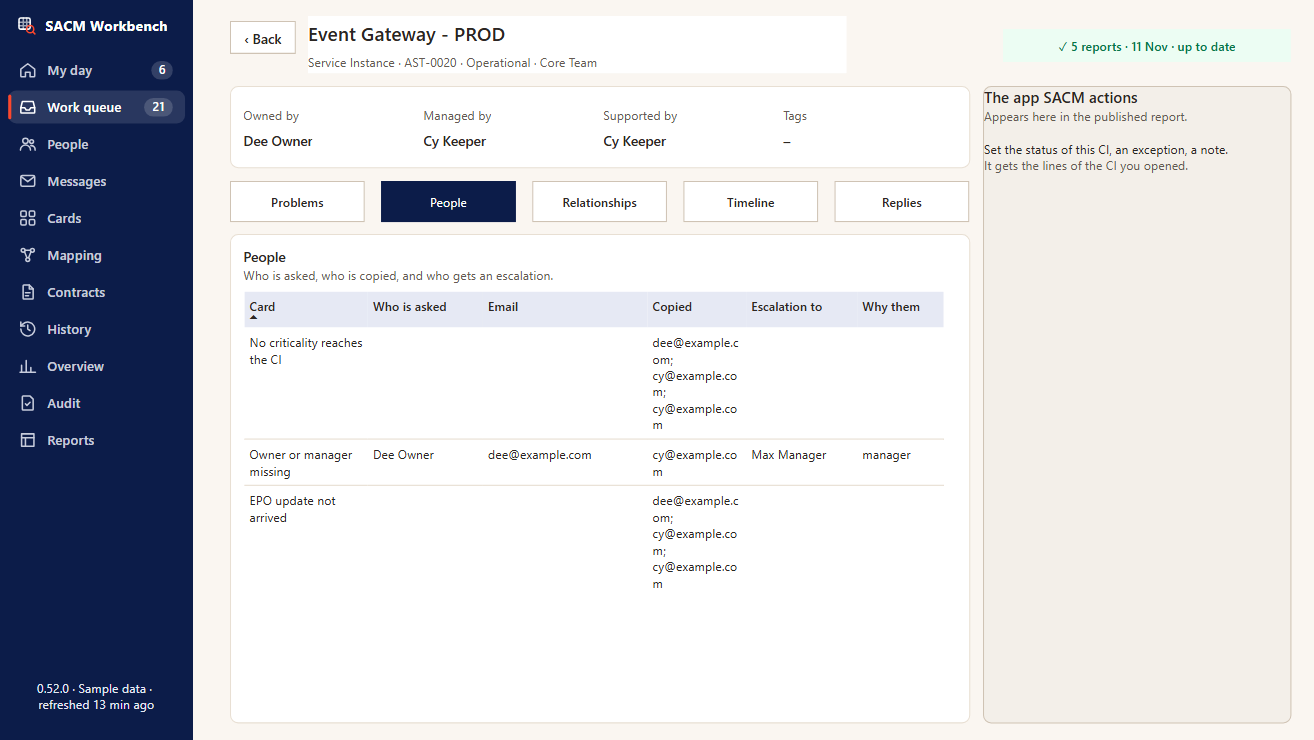 SACM Workbench
My day 6
Work queue 21
People
Messages
Cards
Mapping
Contracts
History
Overview
Audit
Reports
0.52.0 · Sample data ·
refreshed 13 min ago
‹ Back
Event Gateway - PROD
Service Instance · AST-0020 · Operational · Core Team
✓ 5 reports · 11 Nov · up to date
Owned by Managed by Supported by Tags
Dee Owner Cy Keeper Cy Keeper –
Problems People Relationships Timeline Replies
People
Who is asked, who is copied, and who gets an escalation.
Card Who is asked Email Copied Escalation to Why them
No criticality reaches dee@example.c
the CI om;
cy@example.co
m;
cy@example.co
m
Owner or manager Dee Owner dee@example.com cy@example.co Max Manager manager
missing m
EPO update not dee@example.c
arrived om;
cy@example.co
m;
cy@example.co
m
The app SACM actions
Appears here in the published report.
Set the status of this CI, an exception, a note.
It gets the lines of the CI you opened.